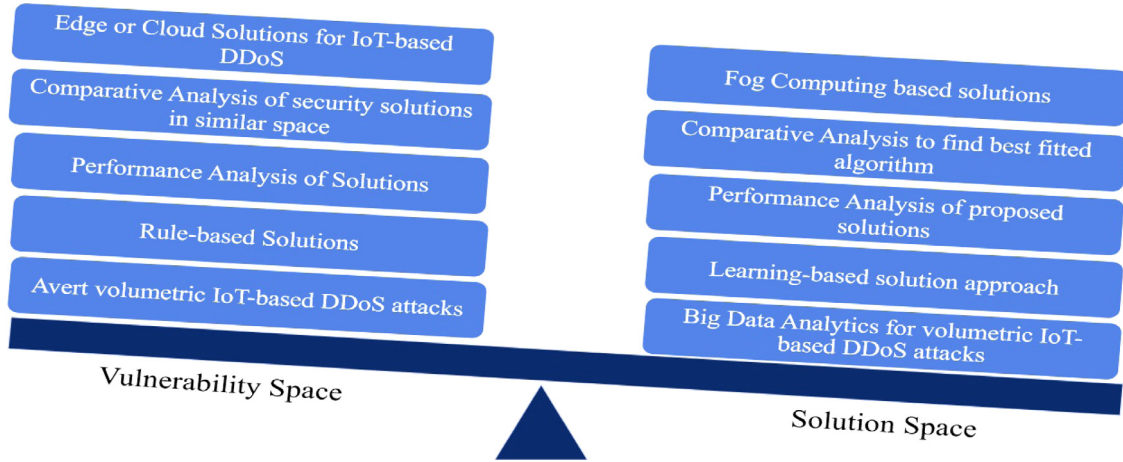 Edge or Cloud Solutions for IoT-based
DDoS
Comparative Analysis of security solutions
in similar space
Performance Analysis of Solutions
Rule-based Solutions
Avert volumetric IoT-based DDoS attacks
Vulnerability Space
Fog Computing based solutions
Comparative Analysis to find best fitted
algorithm
Performance Analysis of proposed
solutions
Learning-based solution approach
Big Data Analytics for volumetric IoT-
based DDoS attacks
Solution Space